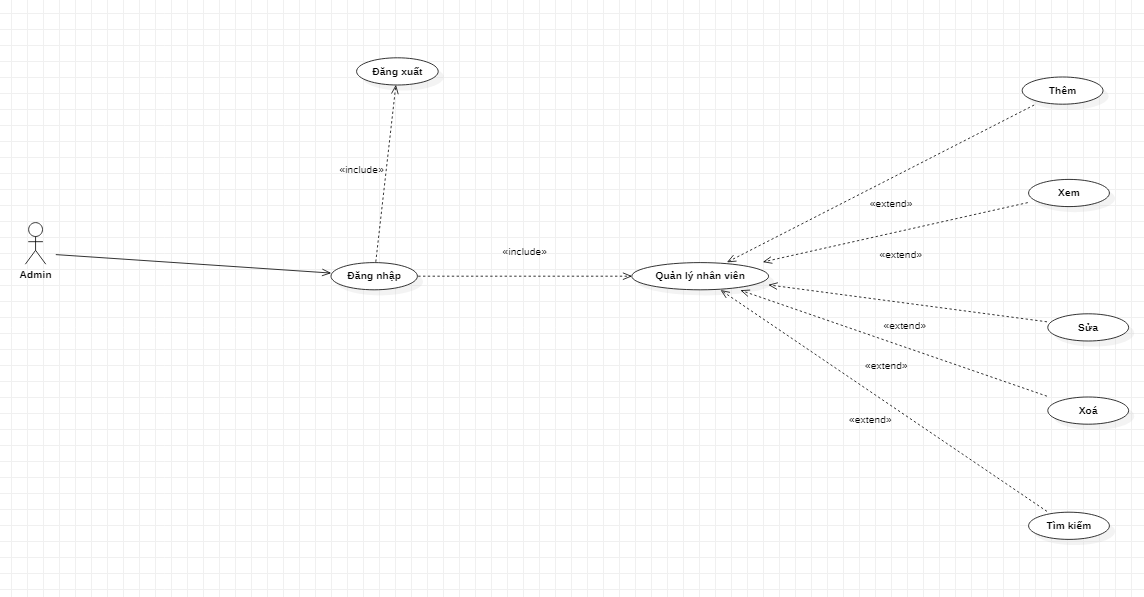 Đăng xuất
Thêm
«include»
Xem
«extend»
Admin
«include»
«extend»
Đăng nhập
Quản lý nhân viên
«extend»
Sửa
«extend»
Xoá
«extend»
Tìm kiếm